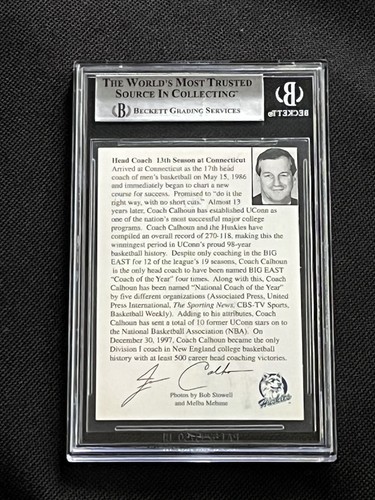 THE WORLD'S MOST TRUSTED
SOURCE IN COLLECTING
BECKETT GRADING SERVICES
BECKETT
Head Coach 13th Season at Connecticut
Arrived at Connecticut as the 17th head
coach of men's basketball on May 15, 1986
and immediately began to chart a new
course for success. Promised to "do it the
right way, with no short cuts." Almost 13
years later, Coach Calhoun has established UConn as
one of the nation's most successful major college
programs. Coach Calhoun and the Huskies have
compiled an overall record of 270-118, making this the
winningest period in UConn's proud 98-year
basketball history. Despite only coaching in the BIG
EAST for 12 of the league's 19 seasons, Coach Calhoun
is the only head coach to have been named BIG EAST
"Coach of the Year" four times. Along with this, Coach
Calhoun has been named "National Coach of the Year"
by five different organizations (Associated Press, United
Press International, The Sporting News, CBS-TV Sports,
Basketball Weekly). Adding to his attributes, Coach
Calhoun has sent a total of 10 former UConn stars on to
the National Basketball Association (NBA). On
December 30, 1997, Coach Calhoun became the only
Division I coach in New England college basketball
history with at least 500 career head coaching victories.
Jim Calhoun
Photos by Bob Stowell
and Melba Mehune
Huskies